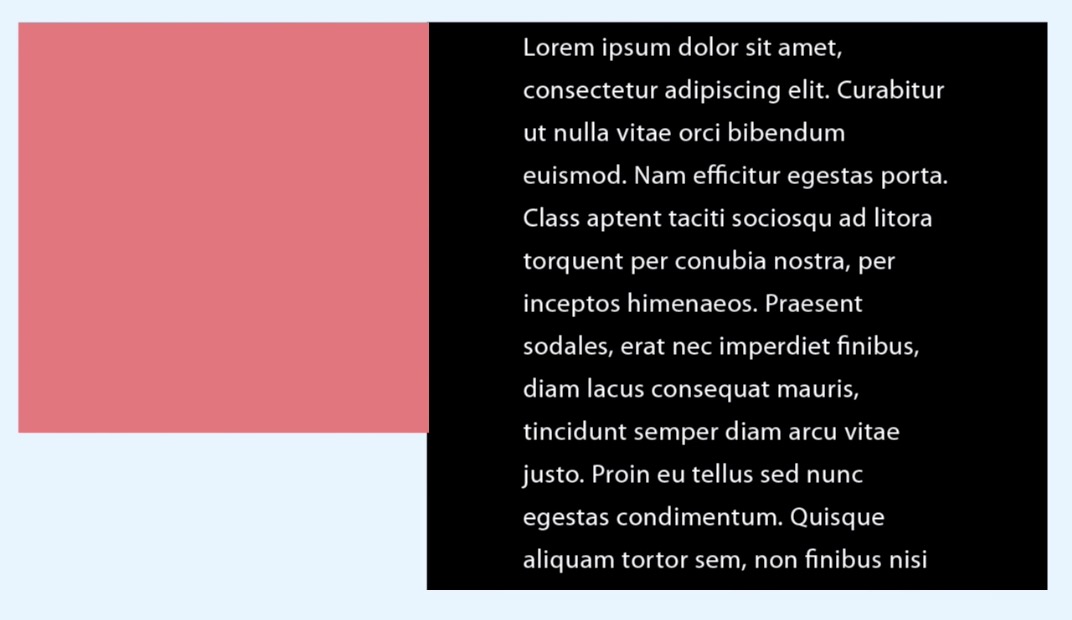 Lorem ipsum dolor sit amet,
consectetur adipiscing elit. Curabitur
ut nulla vitae orci bibendum
euismod. Nam efficitur egestas porta.
Class aptent taciti sociosqu ad litora
torquent per conubia nostra, per
inceptos himenaeos. Praesent
sodales, erat nec imperdiet finibus,
diam lacus consequat mauris,
tincidunt semper diam arcu vitae
justo. Proin eu tellus sed nunc
egestas condimentum. Quisque
aliquam tortor sem, non finibus nisi